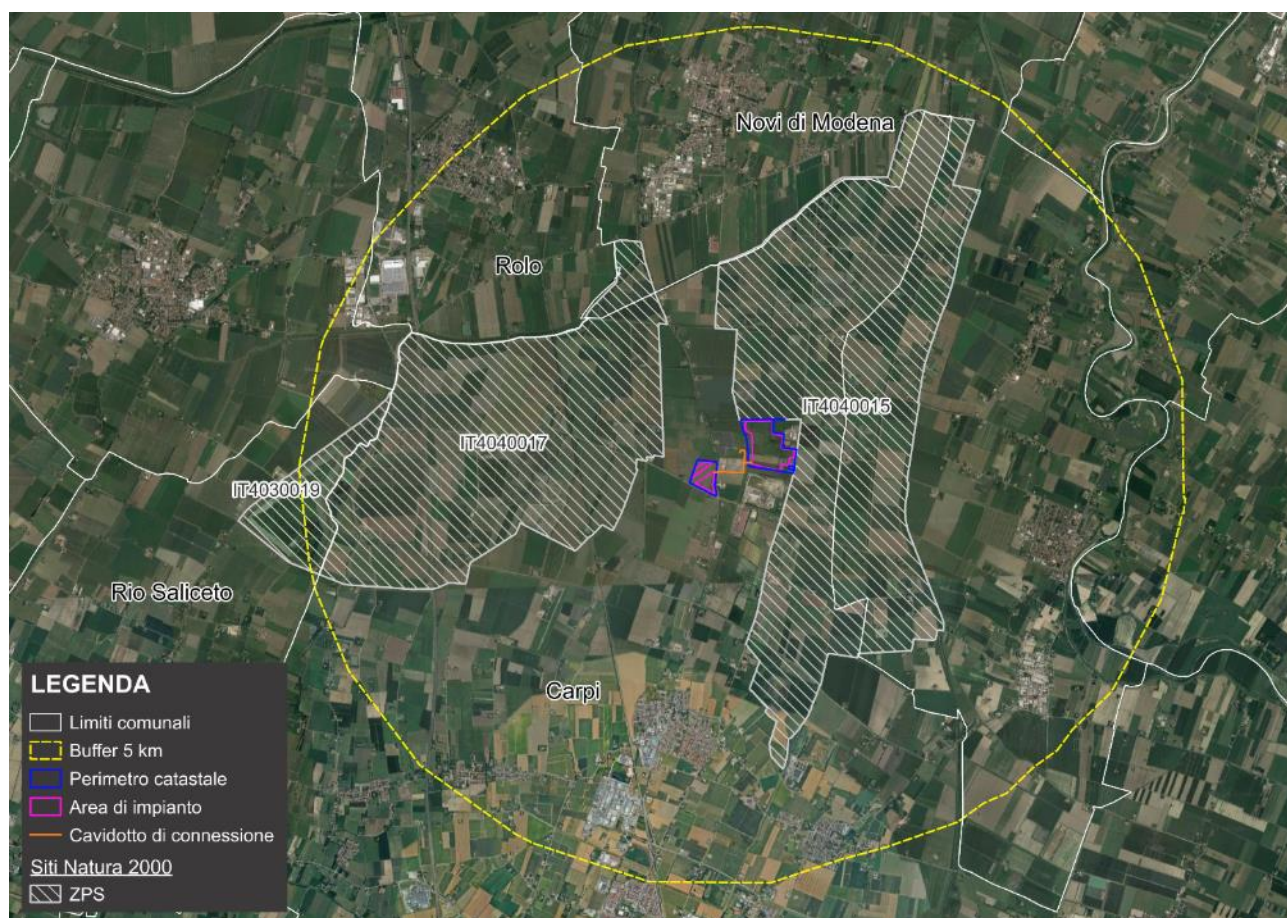 Novi di Modena
Rolo
IT4040015
IT4040017
IT4030019
Rio Saliceto
Carpi
LEGENDA
Limiti comunali
Buffer 5 km
Perimetro catastale
Area di impianto
Cavidotto di connessione
Siti Natura 2000
ZPS